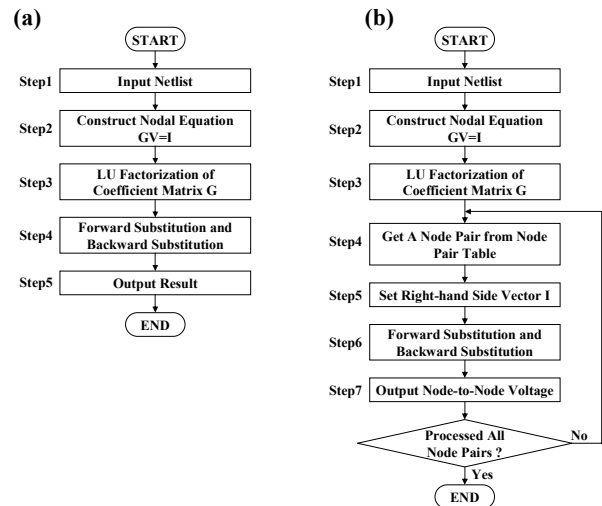 (a)
START
Step1
Input Netlist
Step2
Construct Nodal Equation
GV=I
Step3
LU Factorization of
Coefficient Matrix G
Step4
Forward Substitution and
Backward Substitution
Step5
Output Result
END
(b)
START
Step1
Input Netlist
Step2
Construct Nodal Equation
GV=I
Step3
LU Factorization of
Coefficient Matrix G
Step4
Get A Node Pair from Node
Pair Table
Step5
Set Right-hand Side Vector I
Step6
Forward Substitution and
Backward Substitution
Step7
Output Node-to-Node Voltage
Processed All
Node Pairs ?
No
Yes
END